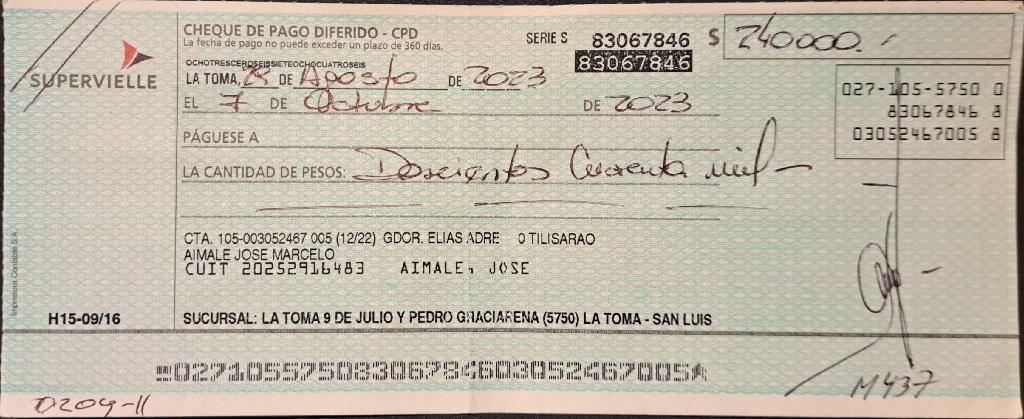 CHEQUE DE PAGO DIFERIDO - CPD
La fecha de pago no puede exceder un plazo de 360 días.
SERIE S 83067846
83067846
$ 240000.-
SUPERVIELLE
OCHOTRESCEROSEISSIETEOCHOCUATROSEIS
LA TOMA, DE Agosto DE 2023
EL 7 DE Octubre DE 2023
027-105-5750 0
83067846 8
03052467005 8
PÁGUESE A
LA CANTIDAD DE PESOS: Doscientos Cuarenta mil -
CTA. 105-003052467 005 (12/22) GDOR. ELIAS ADRE O TILISARAO
AIMALE JOSE MARCELO
CUIT 20252916483 AIMALE, JOSE
Impresora Contable S.A.
H15-09/16
SUCURSAL: LA TOMA 9 DE JULIO Y PEDRO GRACIARENA (5750) LA TOMA - SAN LUIS
02710557508306784603052467005
M437
0209-11